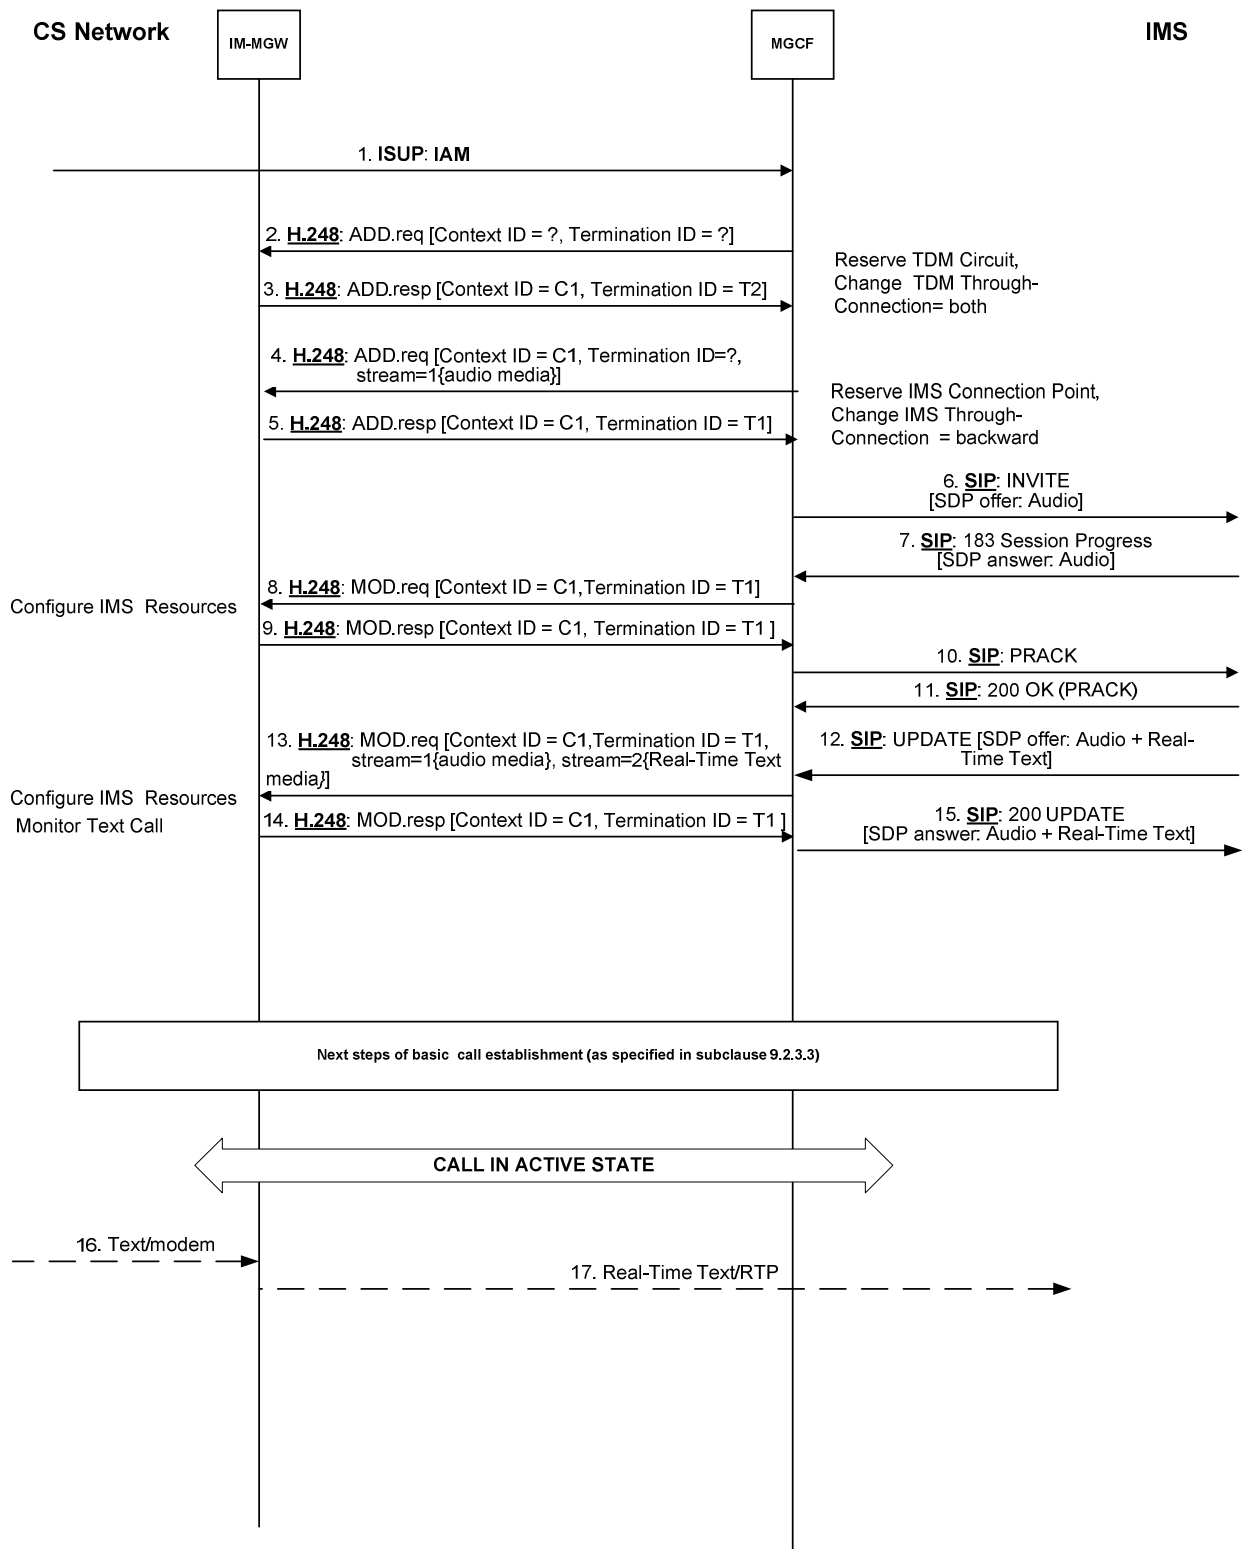 CS Network
IM-MGW
MGCF
IMS
1. ISUP: IAM
2. H.248: ADD.req [Context ID = ?, Termination ID = ?]
Reserve TDM Circuit,
Change TDM Through-
Connection= both
3. H.248: ADD.resp [Context ID = C1, Termination ID = T2]
4. H.248: ADD.req [Context ID = C1, Termination ID=?,
stream=1{audio media}]
Reserve IMS Connection Point,
Change IMS Through-
Connection = backward
5. H.248: ADD.resp [Context ID = C1, Termination ID = T1]
6. SIP: INVITE
[SDP offer: Audio]
7. SIP: 183 Session Progress
[SDP answer: Audio]
8. H.248: MOD.req [Context ID = C1,Termination ID = T1]
Configure IMS Resources
9. H.248: MOD.resp [Context ID = C1, Termination ID = T1 ]
10. SIP: PRACK
11. SIP: 200 OK (PRACK)
12. SIP: UPDATE [SDP offer: Audio + Real-
Time Text]
13. H.248: MOD.req [Context ID = C1,Termination ID = T1,
stream=1{audio media}, stream=2{Real-Time Text
media}]
Configure IMS Resources
Monitor Text Call
14. H.248: MOD.resp [Context ID = C1, Termination ID = T1 ]
15. SIP: 200 UPDATE
[SDP answer: Audio + Real-Time Text]
Next steps of basic call establishment (as specified in subclause 9.2.3.3)
CALL IN ACTIVE STATE
16. Text/modem
17. Real-Time Text/RTP